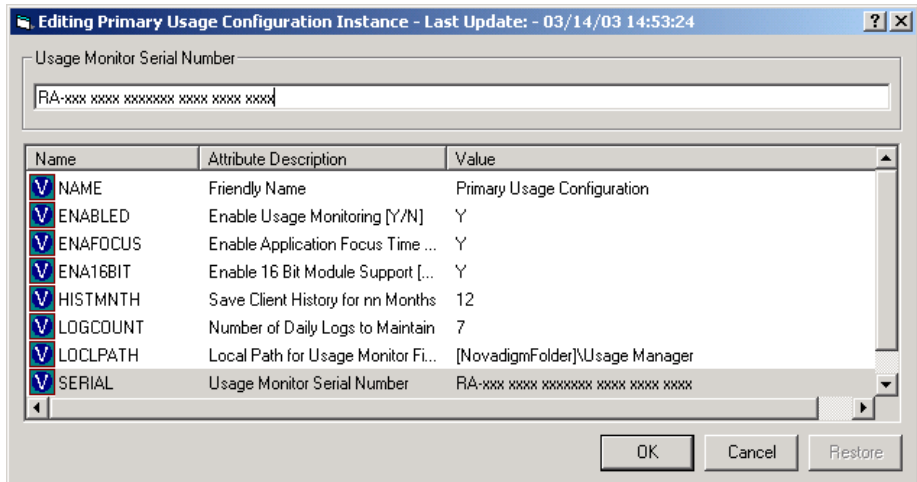 Editing Primary Usage Configuration Instance - Last Update: - 03/14/03 14:53:24
Usage Monitor Serial Number
RA-xxx xxxx xxxxxxx xxxx xxxx xxxx
Name Attribute Description Value
V NAME Friendly Name Primary Usage Configuration
V ENABLED Enable Usage Monitoring [Y/N] Y
V ENAFOCUS Enable Application Focus Time ... Y
V ENA16BIT Enable 16 Bit Module Support [... Y
V HISTMNTH Save Client History for nn Months 12
V LOGCOUNT Number of Daily Logs to Maintain 7
V LOCLPATH Local Path for Usage Monitor Fi... [NovadigmFolder]\Usage Manager
V SERIAL Usage Monitor Serial Number RA-xxx xxxx xxxxxxx xxxx xxxx xxxx
OK Cancel Restore